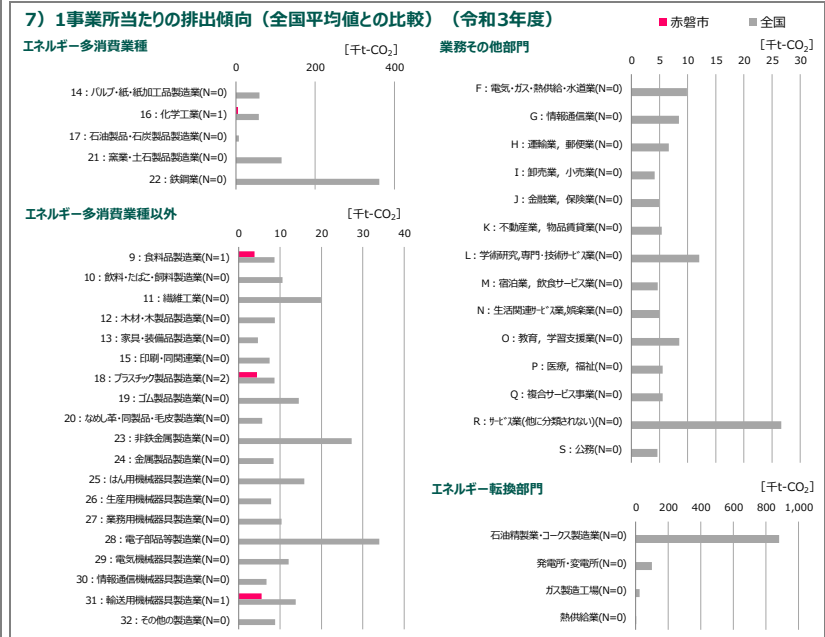 7）1事業所当たりの排出傾向（全国平均値との比較）（令和3年度）
■赤磐市 ■全国
エネルギー多消費業種
［千t-CO₂］
0 200 400
14：パルプ・紙・紙加工品製造業(N=0)
16：化学工業(N=1)
17：石油製品・石炭製品製造業(N=0)
21：窯業・土石製品製造業(N=0)
22：鉄鋼業(N=0)
エネルギー多消費業種以外
［千t-CO₂］
0 10 20 30 40
9：食料品製造業(N=1)
10：飲料・たばこ・飼料製造業(N=0)
11：繊維工業(N=0)
12：木材・木製品製造業(N=0)
13：家具・装備品製造業(N=0)
15：印刷・同関連業(N=0)
18：プラスチック製品製造業(N=2)
19：ゴム製品製造業(N=0)
20：なめし革・同製品・毛皮製造業(N=0)
23：非鉄金属製造業(N=0)
24：金属製品製造業(N=0)
25：はん用機械器具製造業(N=0)
26：生産用機械器具製造業(N=0)
27：業務用機械器具製造業(N=0)
28：電子部品等製造業(N=0)
29：電気機械器具製造業(N=0)
30：情報通信機械器具製造業(N=0)
31：輸送用機械器具製造業(N=1)
32：その他の製造業(N=0)
業務その他部門
［千t-CO₂］
0 5 10 15 20 25 30
F：電気・ガス・熱供給・水道業(N=0)
G：情報通信業(N=0)
H：運輸業，郵便業(N=0)
I：卸売業，小売業(N=0)
J：金融業，保険業(N=0)
K：不動産業，物品賃貸業(N=0)
L：学術研究,専門・技術サービス業(N=0)
M：宿泊業，飲食サービス業(N=0)
N：生活関連サービス業,娯楽業(N=0)
O：教育，学習支援業(N=0)
P：医療，福祉(N=0)
Q：複合サービス事業(N=0)
R：サービス業(他に分類されない)(N=0)
S：公務(N=0)
エネルギー転換部門
［千t-CO₂］
0 200 400 600 800 1,000
石油精製業・コークス製造業(N=0)
発電所・変電所(N=0)
ガス製造工場(N=0)
熱供給業(N=0)